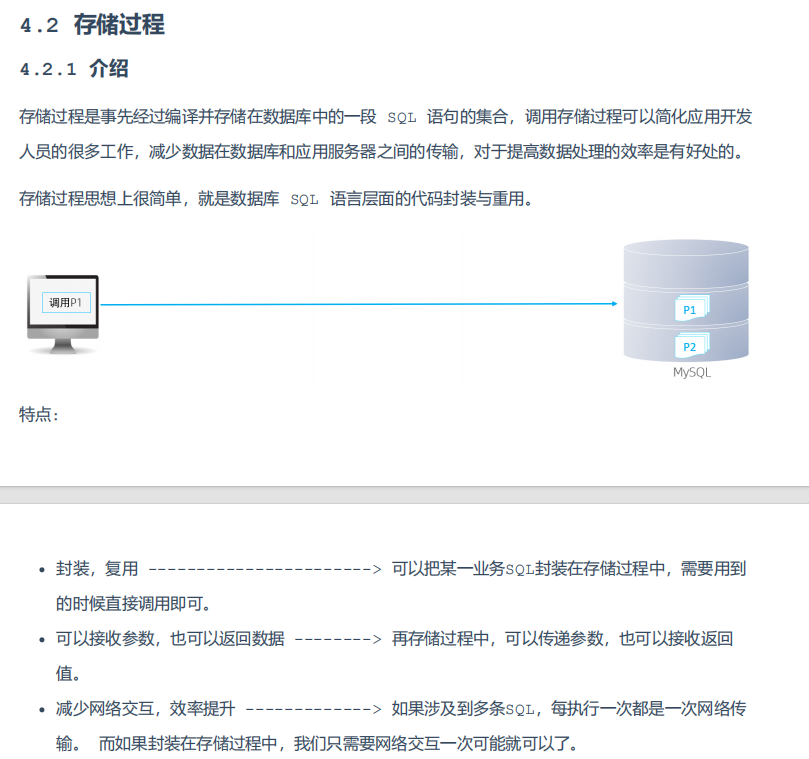 4.2 存储过程
4.2.1 介绍
存储过程是事先经过编译并存储在数据库中的一段 SQL 语句的集合，调用存储过程可以简化应用开发
人员的很多工作，减少数据在数据库和应用服务器之间的传输，对于提高数据处理的效率是有好处的。
存储过程思想上很简单，就是数据库 SQL 语言层面的代码封装与重用。
调用P1
P1
P2
MySQL
特点：
• 封装，复用 -----------------------> 可以把某一业务SQL封装在存储过程中，需要用到
的时候直接调用即可。
• 可以接收参数，也可以返回数据 --------> 再存储过程中，可以传递参数，也可以接收返回
值。
• 减少网络交互，效率提升 -------------> 如果涉及到多条SQL，每执行一次都是一次网络传
输。 而如果封装在存储过程中，我们只需要网络交互一次可能就可以了。